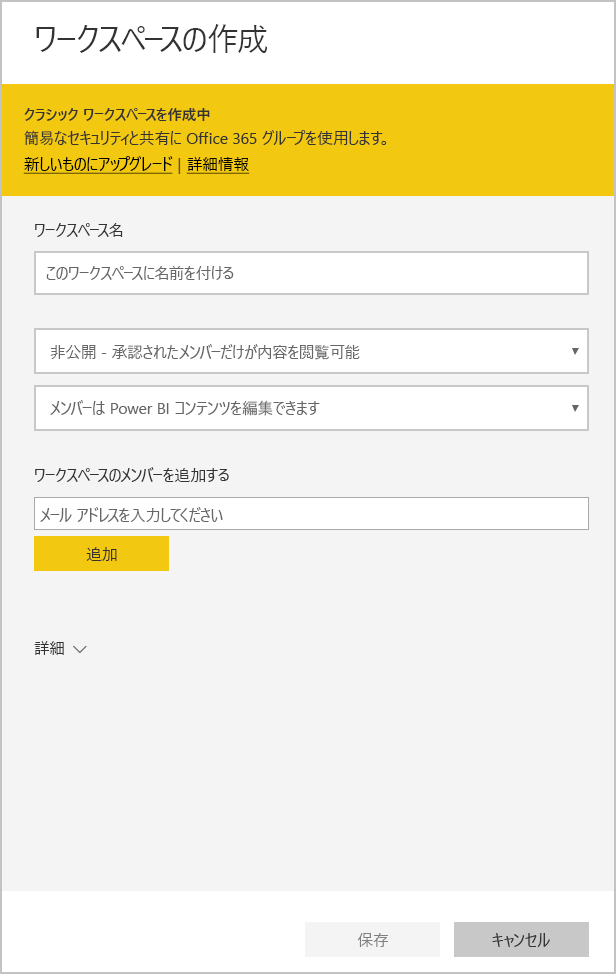 ワークスペースの作成
クラシック ワークスペースを作成中
簡易なセキュリティと共有に Office 365 グループを使用します。
新しいものにアップグレード | 詳細情報
ワークスペース名
このワークスペースに名前を付ける
非公開 - 承認されたメンバーだけが内容を閲覧可能
メンバーは Power BI コンテンツを編集できます
ワークスペースのメンバーを追加する
メール アドレスを入力してください
追加
詳細
保存
キャンセル